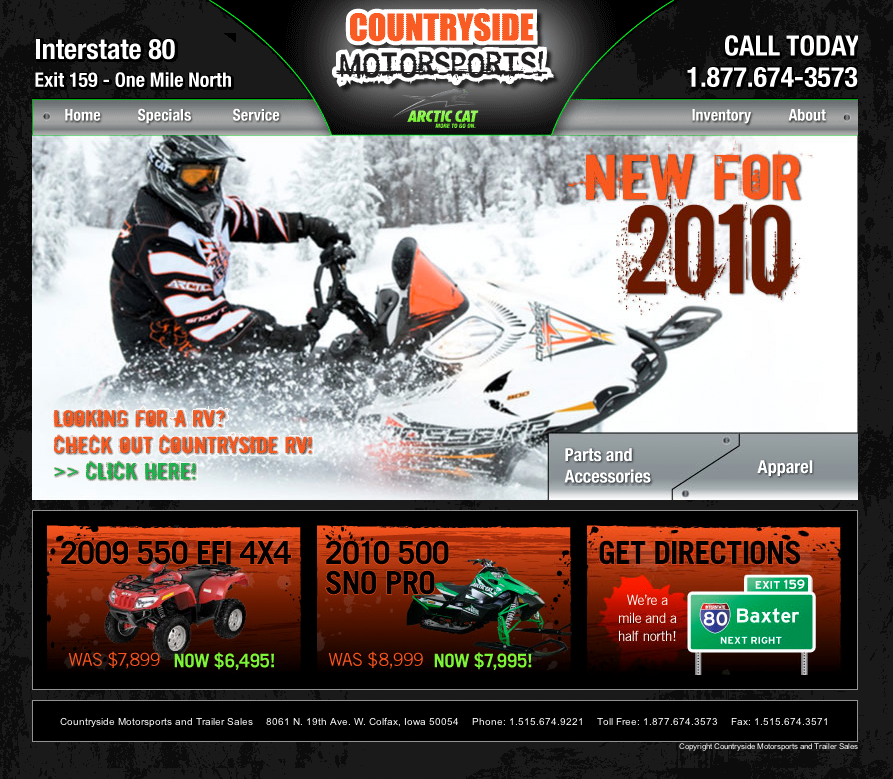 Interstate 80
Exit 159 - One Mile North
COUNTRYSIDE
MOTORSPORTS!
ARCTIC CAT
MORE TO GO ON.
CALL TODAY
1.877.674-3573
Home Specials Service Inventory About
NEW FOR
2010
ARCTIC
LOOKING FOR A RV?
CHECK OUT COUNTRYSIDE RV!
>> CLICK HERE!
800
Parts and
Accessories
Apparel
2009 550 EFI 4X4
WAS $7,899 NOW $6,495!
2010 500
SNO PRO
WAS $8,999 NOW $7,995!
GET DIRECTIONS
We're a
mile and a
half north!
EXIT 159
INTERSTATE
80
Baxter
NEXT RIGHT
Countryside Motorsports and Trailer Sales 8061 N. 19th Ave. W. Colfax, Iowa 50054 Phone: 1.515.674.9221 Toll Free: 1.877.674.3573 Fax: 1.515.674.3571
Copyright Countryside Motorsports and Trailer Sales